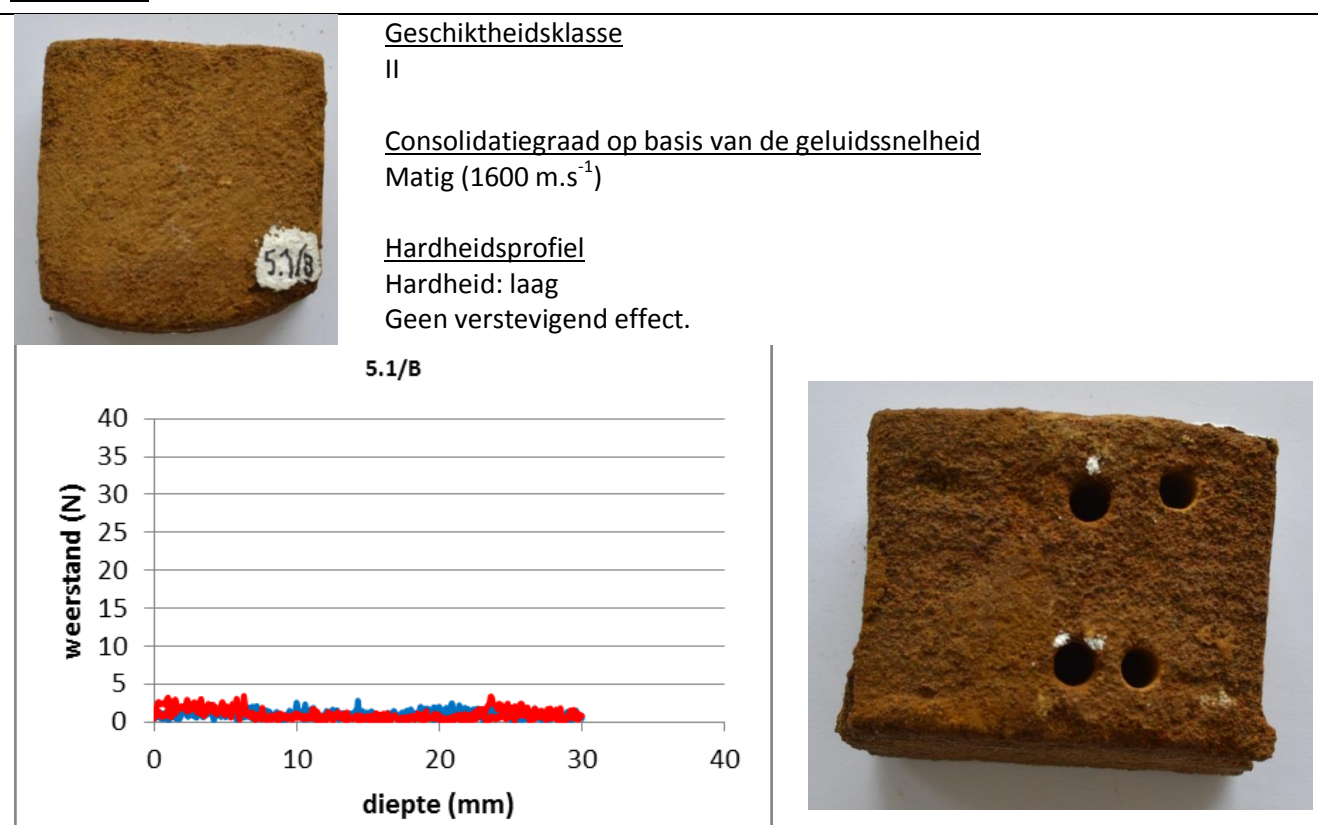 Geschiktheidsklasse
II
Consolidatiegraad op basis van de geluidssnelheid
Matig (1600 m.s⁻¹)
5.1/B
Hardheidsprofiel
Hardheid: laag
Geen verstevigend effect.
5.1/B
40
35
30
25
20
15
10
5
0
weerstand (N)
0 10 20 30 40
diepte (mm)